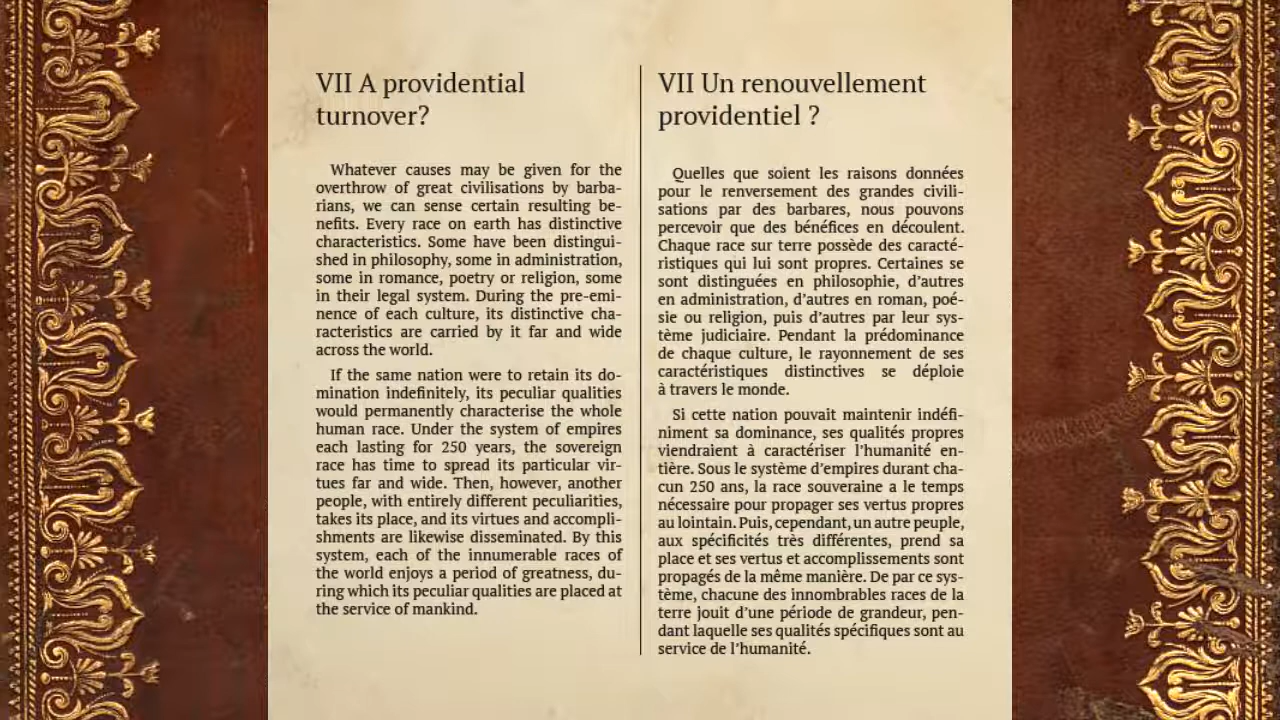 VII A providential
turnover?
Whatever causes may be given for the
overthrow of great civilisations by barba-
rians, we can sense certain resulting be-
nefits. Every race on earth has distinctive
characteristics. Some have been distingui-
shed in philosophy, some in administration,
some in romance, poetry or religion, some
in their legal system. During the pre-emi-
nence of each culture, its distinctive cha-
racteristics are carried by it far and wide
across the world.
If the same nation were to retain its do-
mination indefinitely, its peculiar qualities
would permanently characterise the whole
human race. Under the system of empires
each lasting for 250 years, the sovereign
race has time to spread its particular vir-
tues far and wide. Then, however, another
people, with entirely different peculiarities,
takes its place, and its virtues and accompli-
shments are likewise disseminated. By this
system, each of the innumerable races of
the world enjoys a period of greatness, du-
ring which its peculiar qualities are placed at
the service of mankind.
VII Un renouvellement
providentiel ?
Quelles que soient les raisons données
pour le renversement des grandes civili-
sations par des barbares, nous pouvons
percevoir que des bénéfices en découlent.
Chaque race sur terre possède des caracté-
ristiques qui lui sont propres. Certaines se
sont distinguées en philosophie, d'autres
en administration, d'autres en roman, poé-
sie ou religion, puis d'autres par leur sys-
tème judiciaire. Pendant la prédominance
de chaque culture, le rayonnement de ses
caractéristiques distinctives se déploie
à travers le monde.
Si cette nation pouvait maintenir indéfi-
niment sa dominance, ses qualités propres
viendraient à caractériser l'humanité en-
tière. Sous le système d'empires durant cha-
cun 250 ans, la race souveraine a le temps
nécessaire pour propager ses vertus propres
au lointain. Puis, cependant, un autre peuple,
aux spécificités très différentes, prend sa
place et ses vertus et accomplissements sont
propagés de la même manière. De par ce sys-
tème, chacune des innombrables races de la
terre jouit d'une période de grandeur, pen-
dant laquelle ses qualités spécifiques sont au
service de l'humanité.